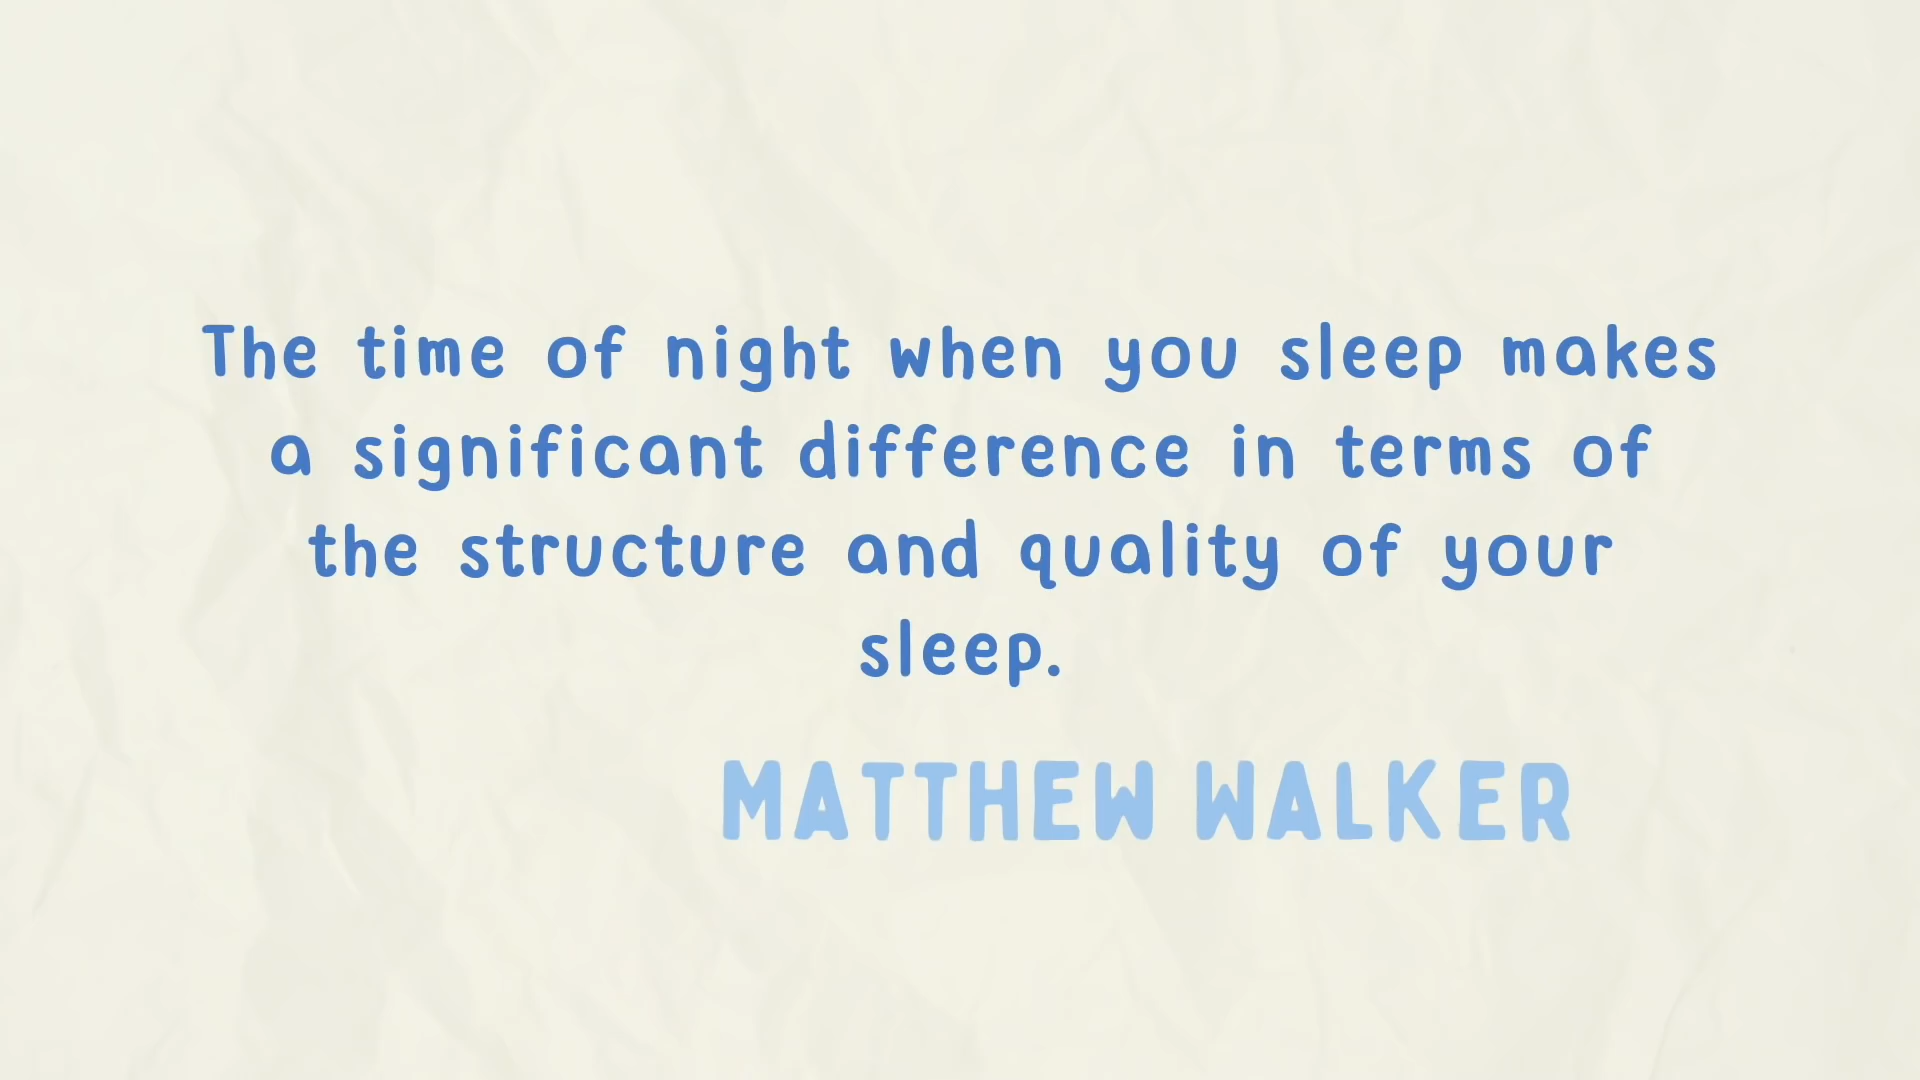 The time of night when you sleep makes
a significant difference in terms of
the structure and quality of your
sleep.
MATTHEW WALKER